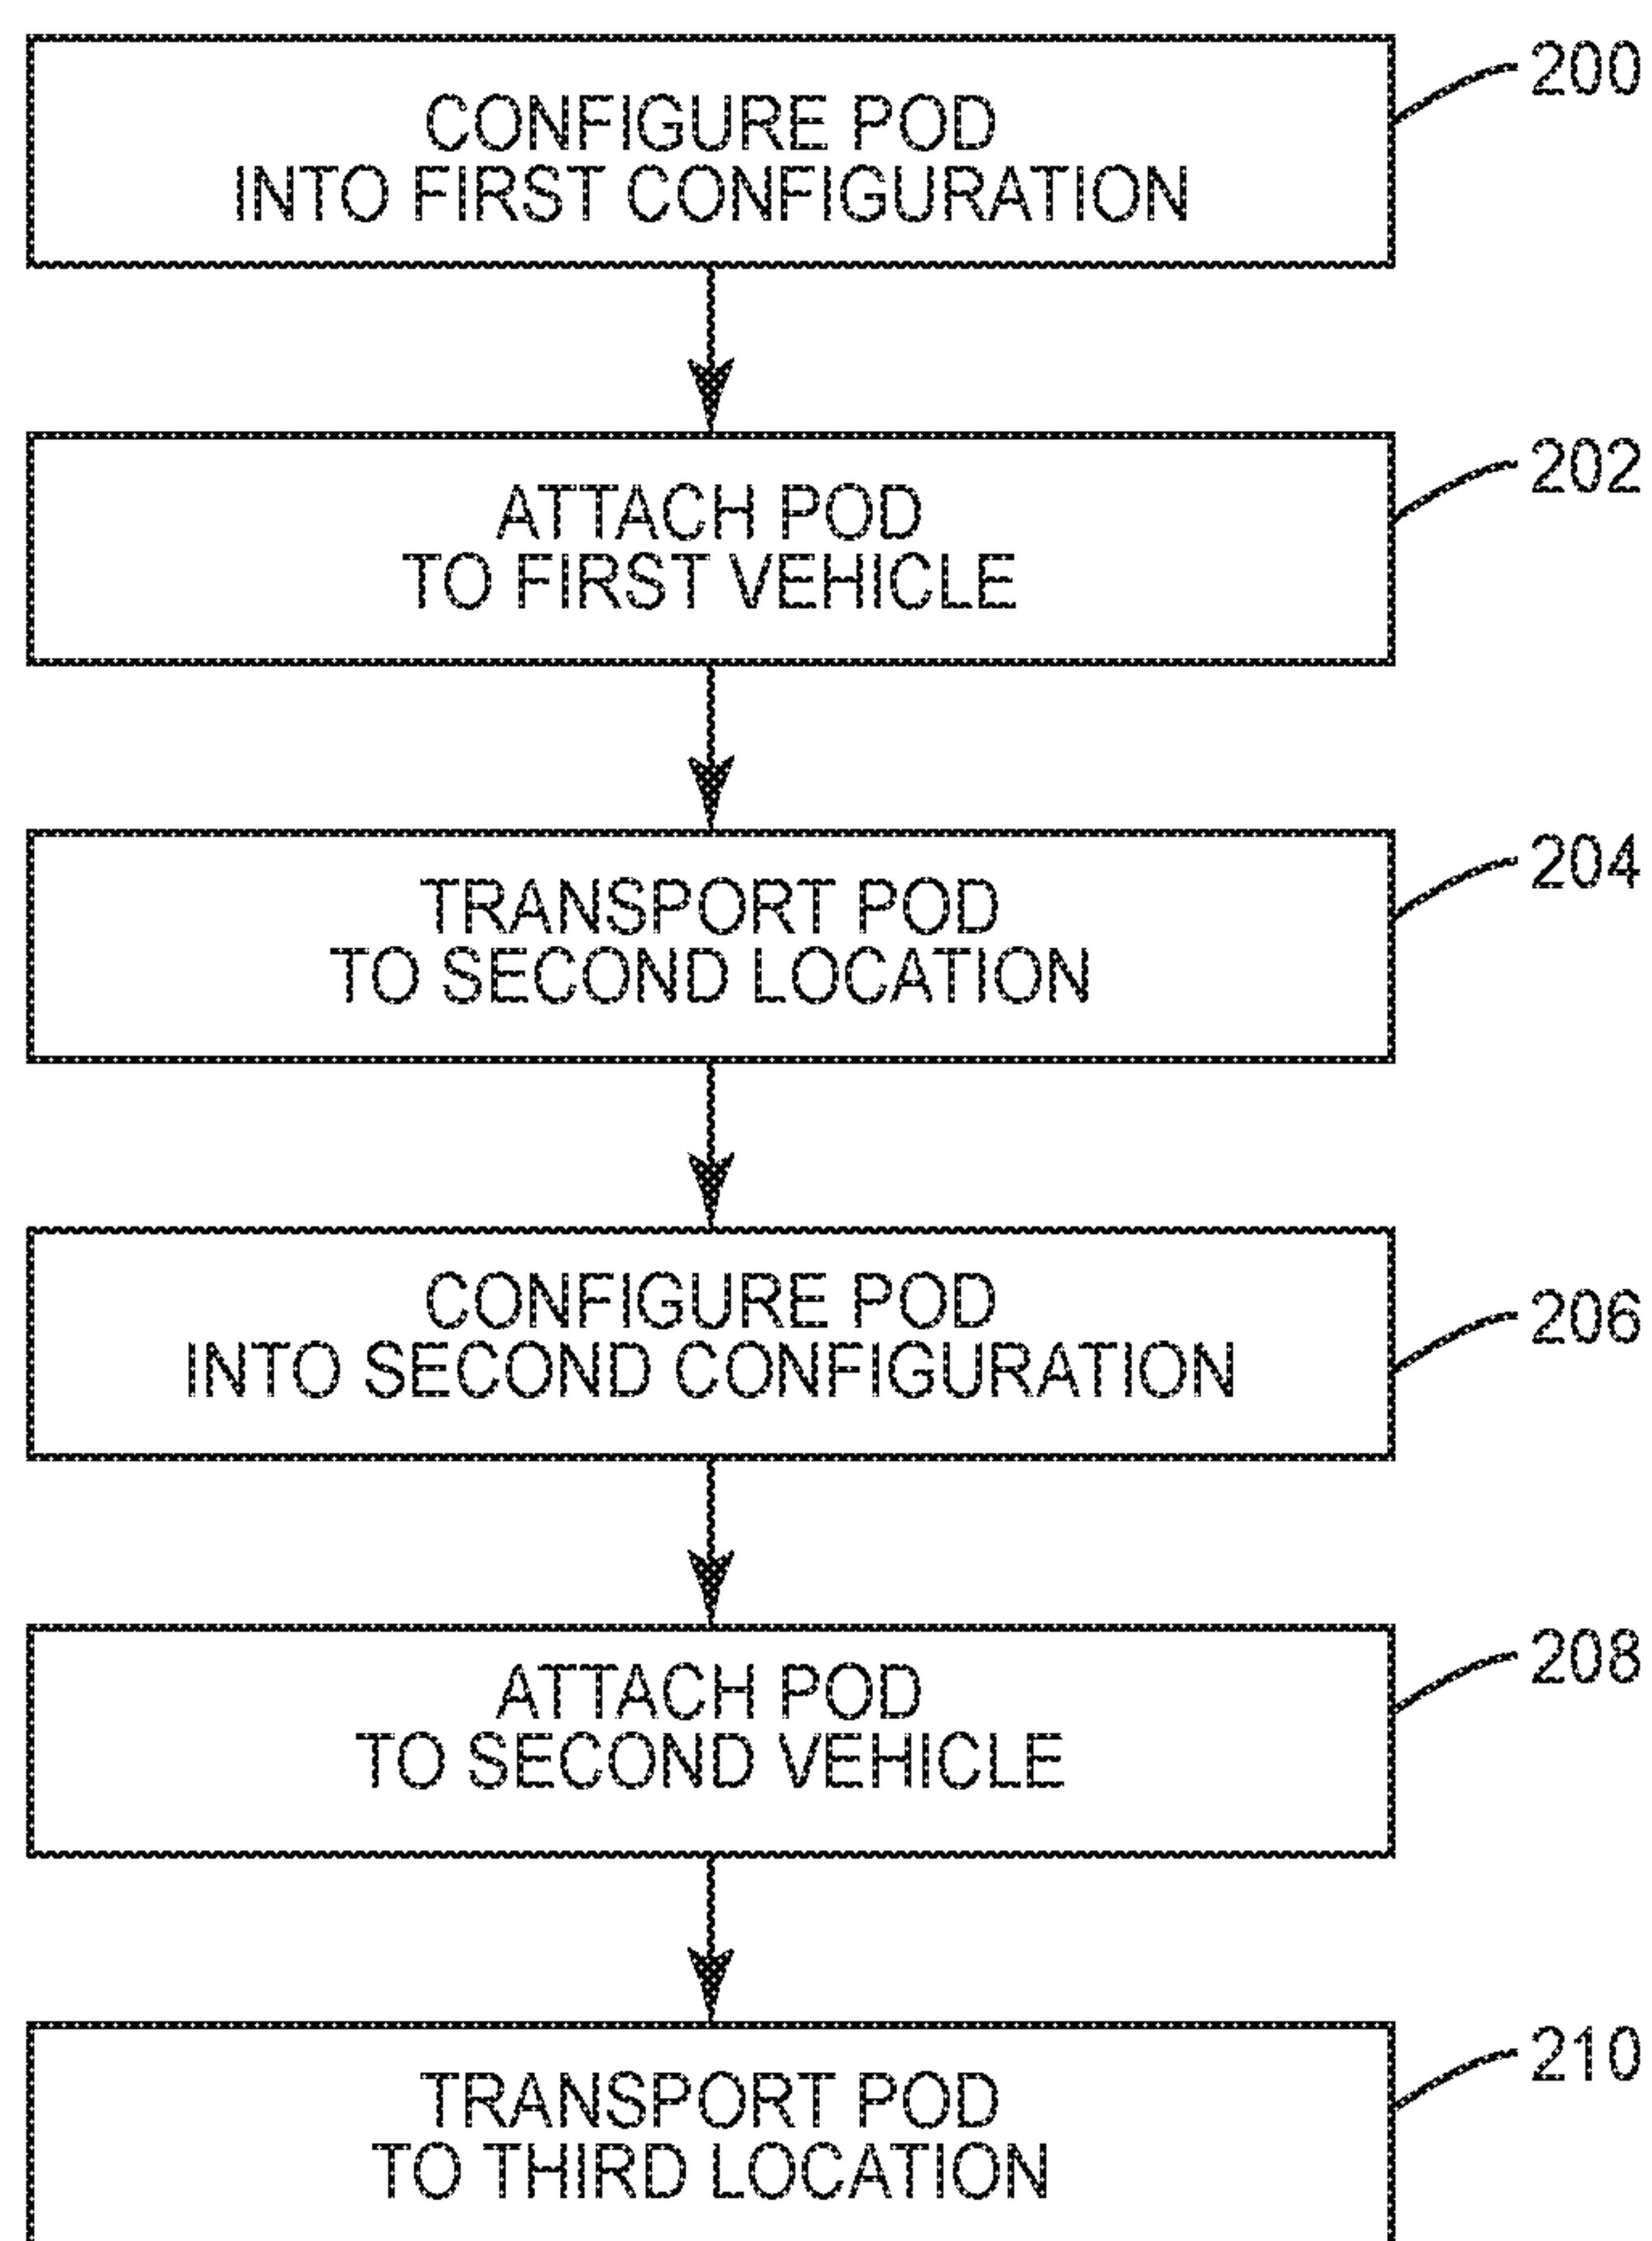 CONFIGURE POD
INTO FIRST CONFIGURATION
200
ATTACH POD
TO FIRST VEHICLE
202
TRANSPORT POD
TO SECOND LOCATION
204
CONFIGURE POD
INTO SECOND CONFIGURATION
206
ATTACH POD
TO SECOND VEHICLE
208
TRANSPORT POD
TO THIRD LOCATION
210